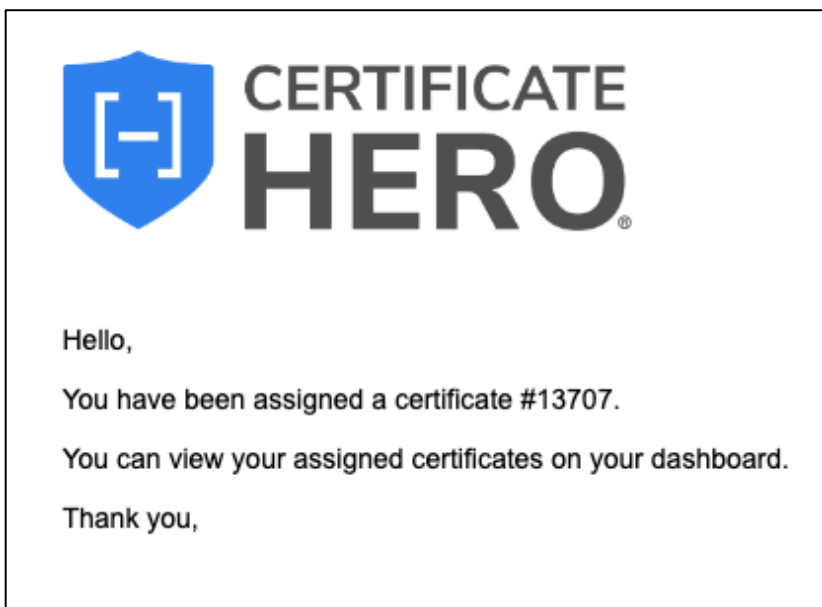 CERTIFICATE
HERO®
Hello,
You have been assigned a certificate #13707.
You can view your assigned certificates on your dashboard.
Thank you,